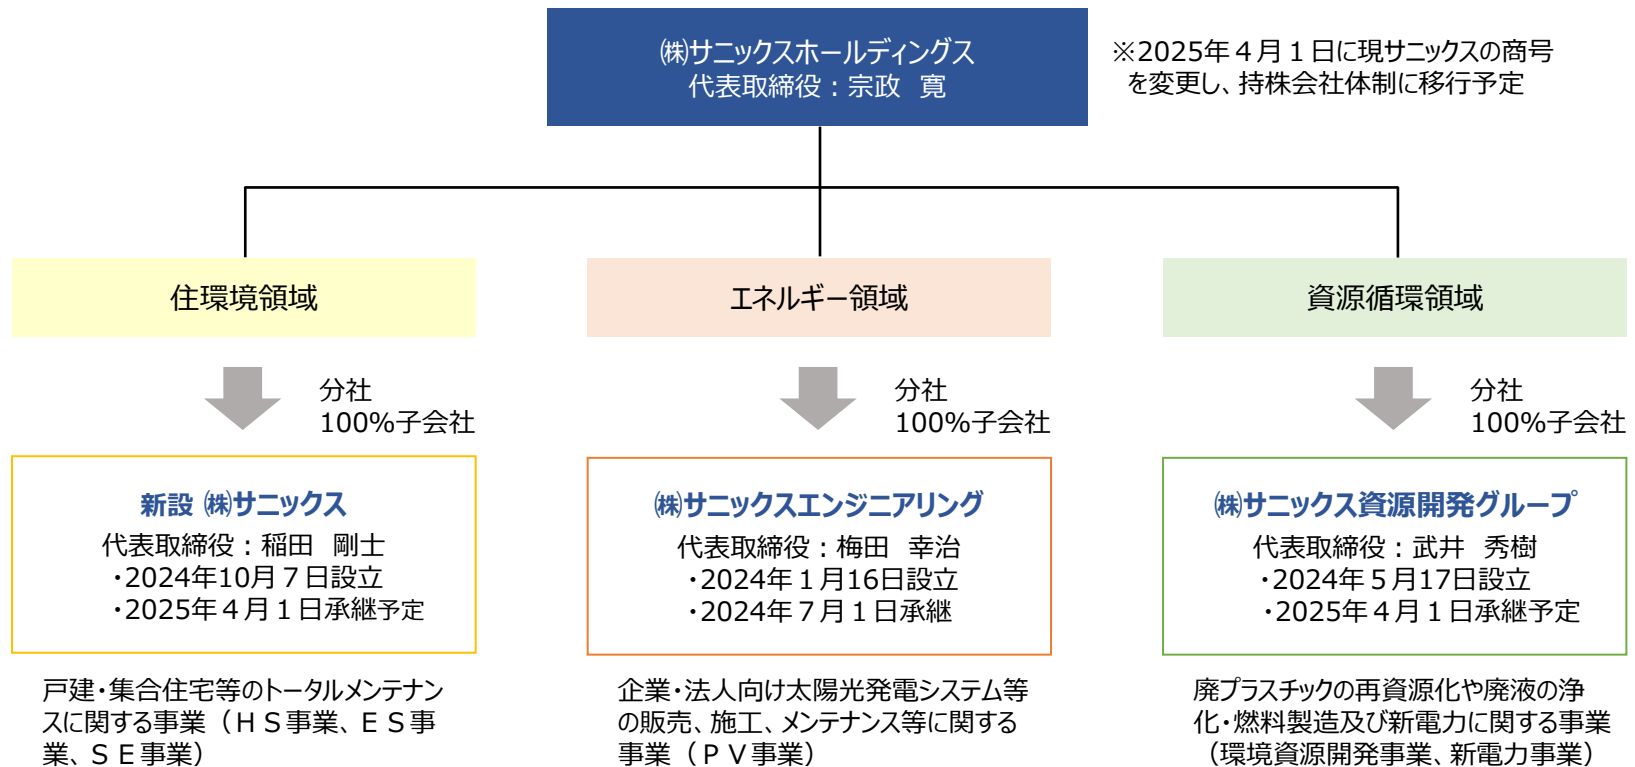 ㈱サニックスホールディングス
代表取締役：宗政　寛
※2025年４月１日に現サニックスの商号
を変更し、持株会社体制に移行予定
住環境領域
エネルギー領域
資源循環領域
分社
100%子会社
分社
100%子会社
分社
100%子会社
新設 ㈱サニックス
代表取締役：稲田　剛士
・2024年10月７日設立
・2025年４月１日承継予定
㈱サニックスエンジニアリング
代表取締役：梅田　幸治
・2024年１月16日設立
・2024年７月１日承継
㈱サニックス資源開発グループ
代表取締役：武井　秀樹
・2024年５月17日設立
・2025年４月１日承継予定
戸建・集合住宅等のトータルメンテナン
スに関する事業（ＨＳ事業、ＥＳ事
業、ＳＥ事業）
企業・法人向け太陽光発電システム等
の販売、施工、メンテナンス等に関する
事業（ＰＶ事業）
廃プラスチックの再資源化や廃液の浄
化・燃料製造及び新電力に関する事業
（環境資源開発事業、新電力事業）